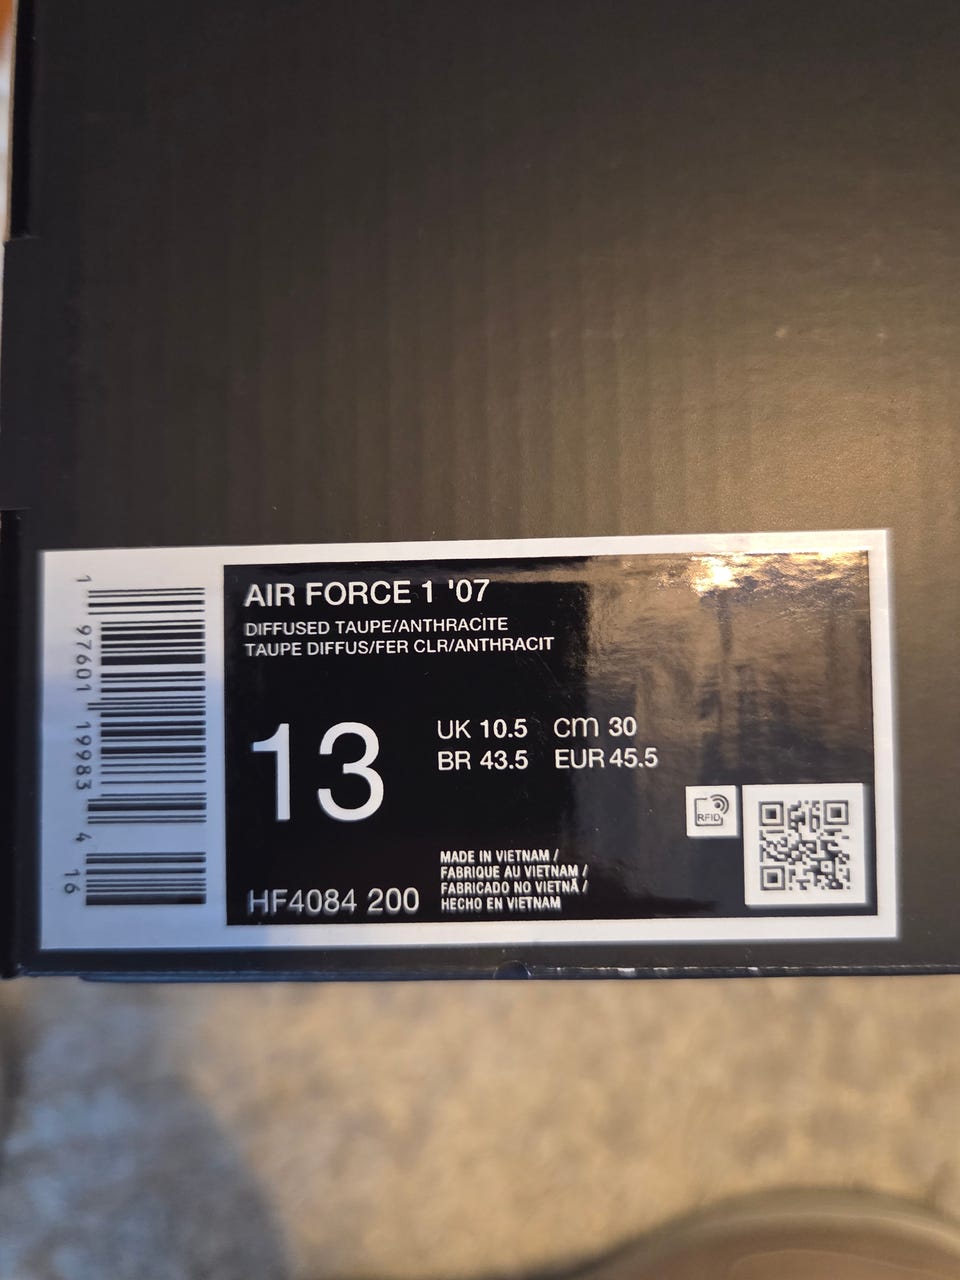 AIR FORCE 1 '07
DIFFUSED TAUPE/ANTHRACITE
TAUPE DIFFUS/FER CLR/ANTHRACIT
13
UK 10.5 cm 30
BR 43.5 EUR 45.5
RFID
HF4084 200
MADE IN VIETNAM /
FABRIQUE AU VIETNAM /
FABRICADO NO VIETNÃ /
HECHO EN VIETNAM
1 97601 19983 4 16